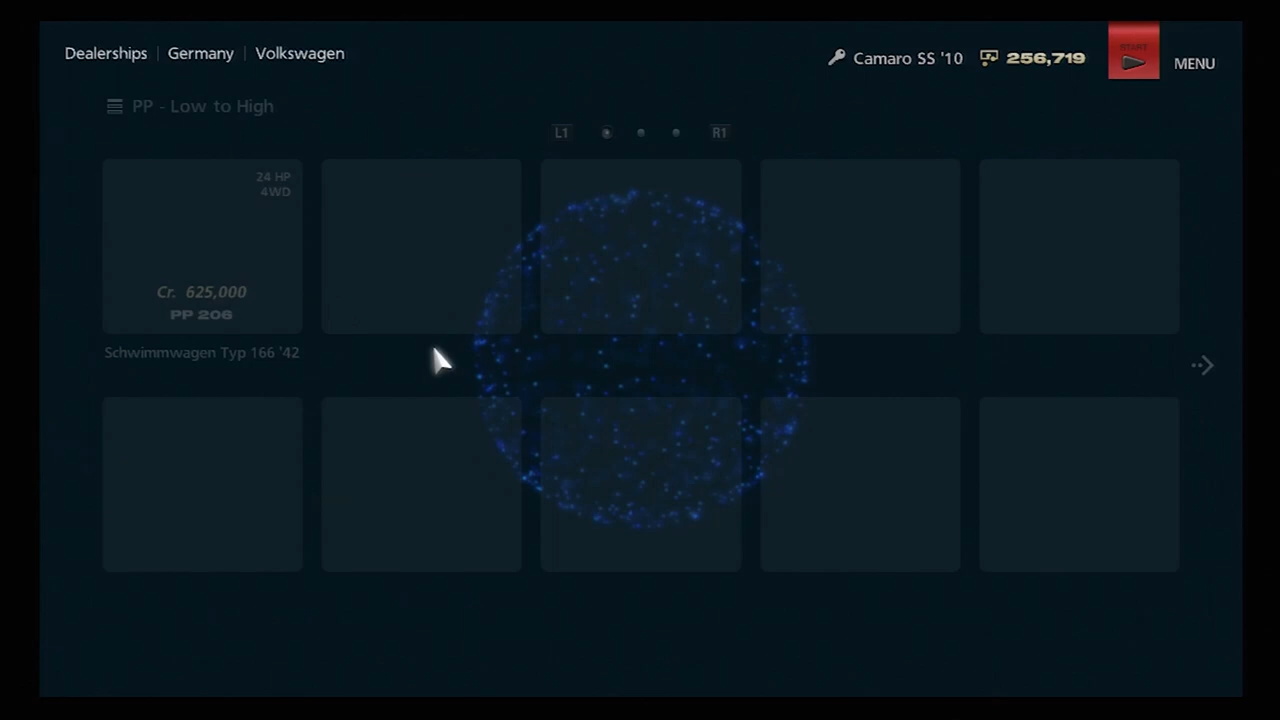 Dealerships | Germany | Volkswagen
Camaro SS '10
256,719
START
MENU
PP - Low to High
L1
R1
24 HP
4WD
Cr. 625,000
PP 206
Schwimmwagen Typ 166 '42